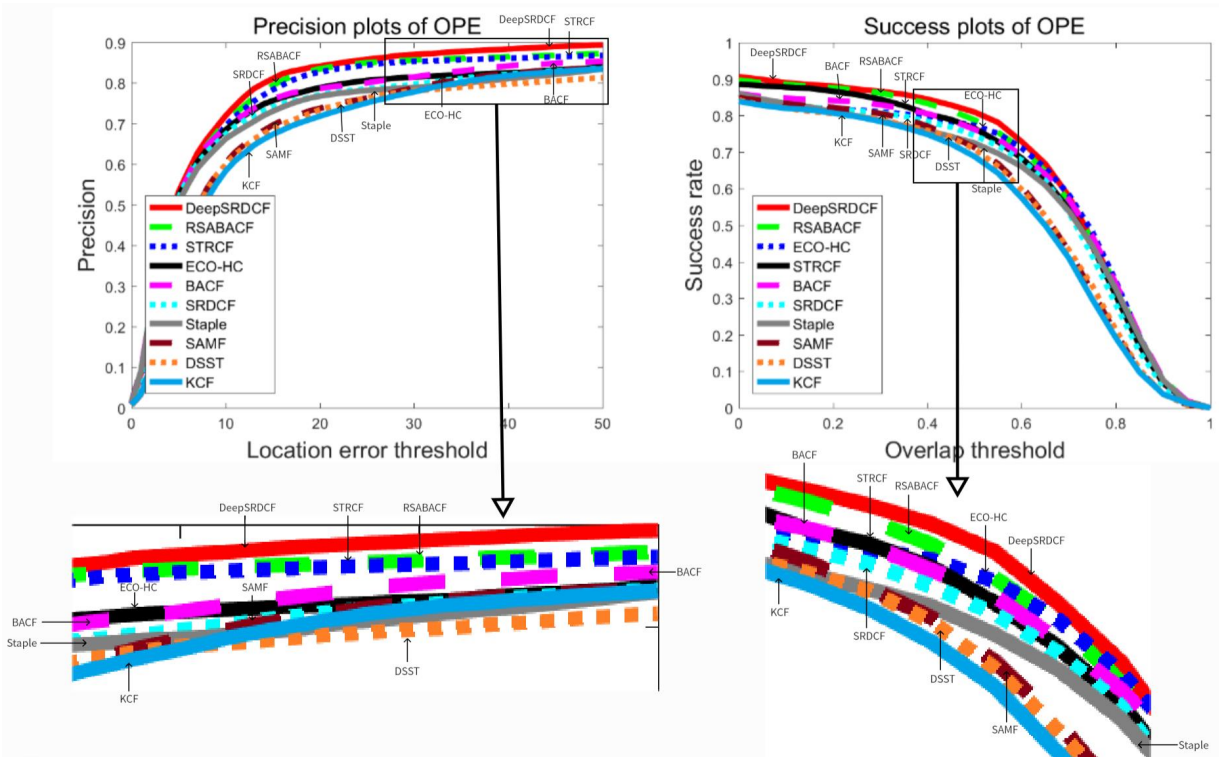 Precision plots of OPE
DeepSRDCF
STRCF
RSABACF
SRDCF
BACF
ECO-HC
Staple
DSST
SAMF
KCF
0.9
0.8
0.7
0.6
0.5
0.4
0.3
0.2
0.1
0
Precision
DeepSRDCF
RSABACF
STRCF
ECO-HC
BACF
SRDCF
Staple
SAMF
DSST
KCF
0 10 20 30 40 50
Location error threshold
Success plots of OPE
DeepSRDCF
BACF
RSABACF
STRCF
ECO-HC
KCF
SAMF
SRDCF
DSST
Staple
1
0.9
0.8
0.7
0.6
0.5
0.4
0.3
0.2
0.1
0
Success rate
DeepSRDCF
RSABACF
ECO-HC
STRCF
BACF
SRDCF
Staple
SAMF
DSST
KCF
0 0.2 0.4 0.6 0.8 1
Overlap threshold
DeepSRDCF
STRCF
RSABACF
ECO-HC
SAMF
BACF
BACF
Staple
DSST
KCF
BACF
STRCF
RSABACF
ECO-HC
DeepSRDCF
KCF
SRDCF
DSST
SAMF
Staple